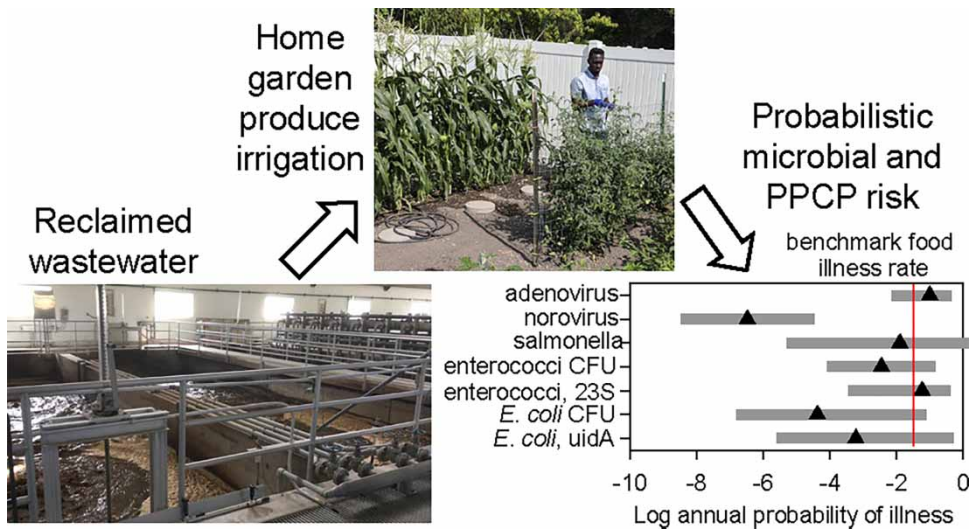 Home
garden
produce
irrigation
Reclaimed
wastewater
Probabilistic
microbial and
PPCP risk
benchmark food
illness rate
adenovirus
norovirus
salmonella
enterococci CFU
enterococci, 23S
E. coli CFU
E. coli, uidA
-10 -8 -6 -4 -2 0
Log annual probability of illness